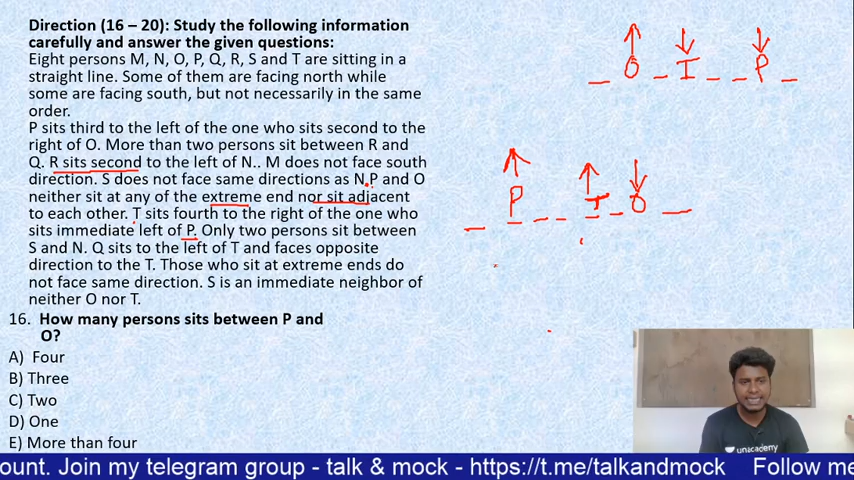 Direction (16 – 20): Study the following information
carefully and answer the given questions:
Eight persons M, N, O, P, Q, R, S and T are sitting in a
straight line. Some of them are facing north while
some are facing south, but not necessarily in the same
order.
P sits third to the left of the one who sits second to the
right of O. More than two persons sit between R and
Q. R sits second to the left of N.. M does not face south
direction. S does not face same directions as N.P and O
neither sit at any of the extreme end nor sit adjacent
to each other. T sits fourth to the right of the one who
sits immediate left of P. Only two persons sit between
S and N. Q sits to the left of T and faces opposite
direction to the T. Those who sit at extreme ends do
not face same direction. S is an immediate neighbor of
neither O nor T.
16. How many persons sits between P and
O?
A) Four
B) Three
C) Two
D) One
E) More than four
O I P
P I O
unacademy
ount. Join my telegram group - talk & mock - https://t.me/talkandmock Follow me